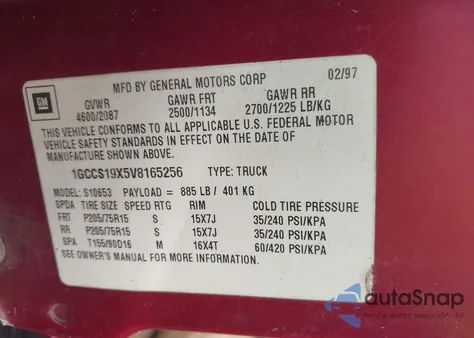 MFD BY GENERAL MOTORS CORP 02/97
GM
GVWR GAWR FRT GAWR RR
4600/2087 2500/1134 2700/1225 LB/KG
THIS VEHICLE CONFORMS TO ALL APPLICABLE U.S. FEDERAL MOTOR
VEHICLE SAFETY STANDARDS IN EFFECT ON THE DATE OF
MANUFACTURE SHOWN ABOVE.
1GCCS19X5V8165256 TYPE: TRUCK
MODEL: S10653 PAYLOAD = 885 LB/ 401 KG
SPDA TIRE SIZE SPEED RTG RIM COLD TIRE PRESSURE
FRT P205/75R15 S 15X7J 35/240 PSI/KPA
RR P205/75R15 S 15X7J 35/240 PSI/KPA
SPA T155/90D16 M 16X4T 60/420 PSI/KPA
SEE OWNER'S MANUAL FOR MORE INFORMATION.
autoSnap